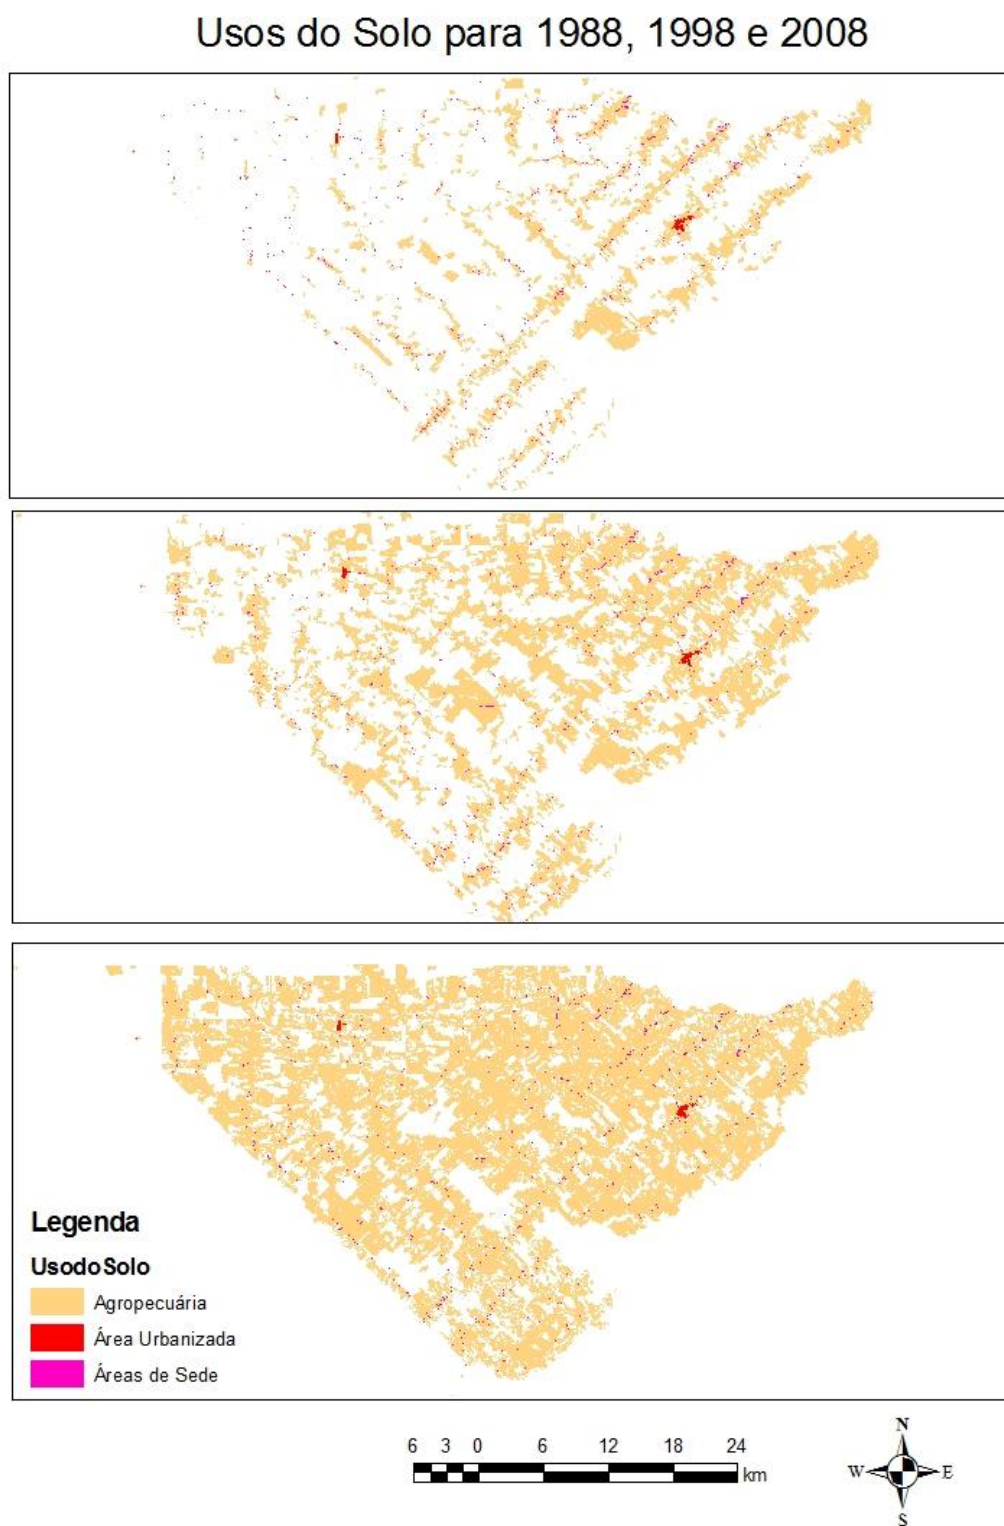 Usos do Solo para 1988, 1998 e 2008
Legenda
UsodoSolo
Agropecuária
Área Urbanizada
Áreas de Sede
6 3 0 6 12 18 24
km
N
W E
S